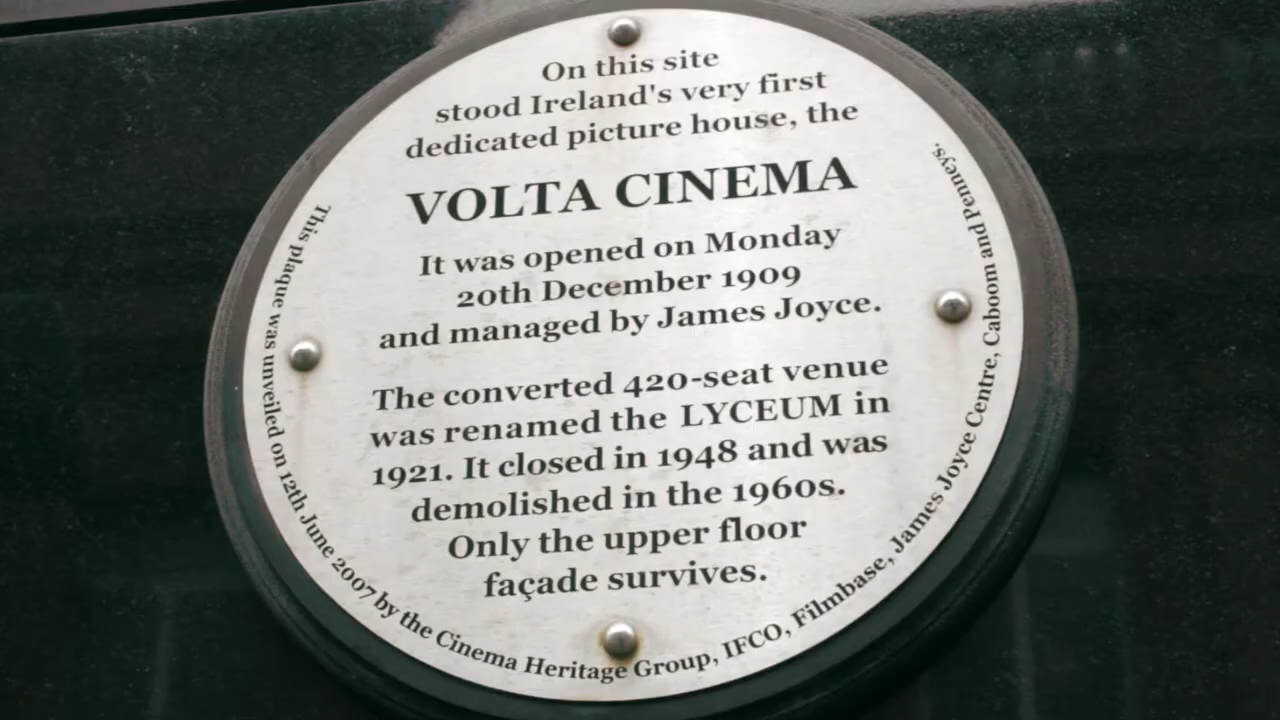 On this site
stood Ireland's very first
dedicated picture house, the
VOLTA CINEMA
It was opened on Monday
20th December 1909
and managed by James Joyce.
The converted 420-seat venue
was renamed the LYCEUM in
1921. It closed in 1948 and was
demolished in the 1960s.
Only the upper floor
façade survives.
This plaque was unveiled on 12th June 2007 by the Cinema Heritage Group, IFCO, Filmbase, James Joyce Centre, Caboom and Penneys.